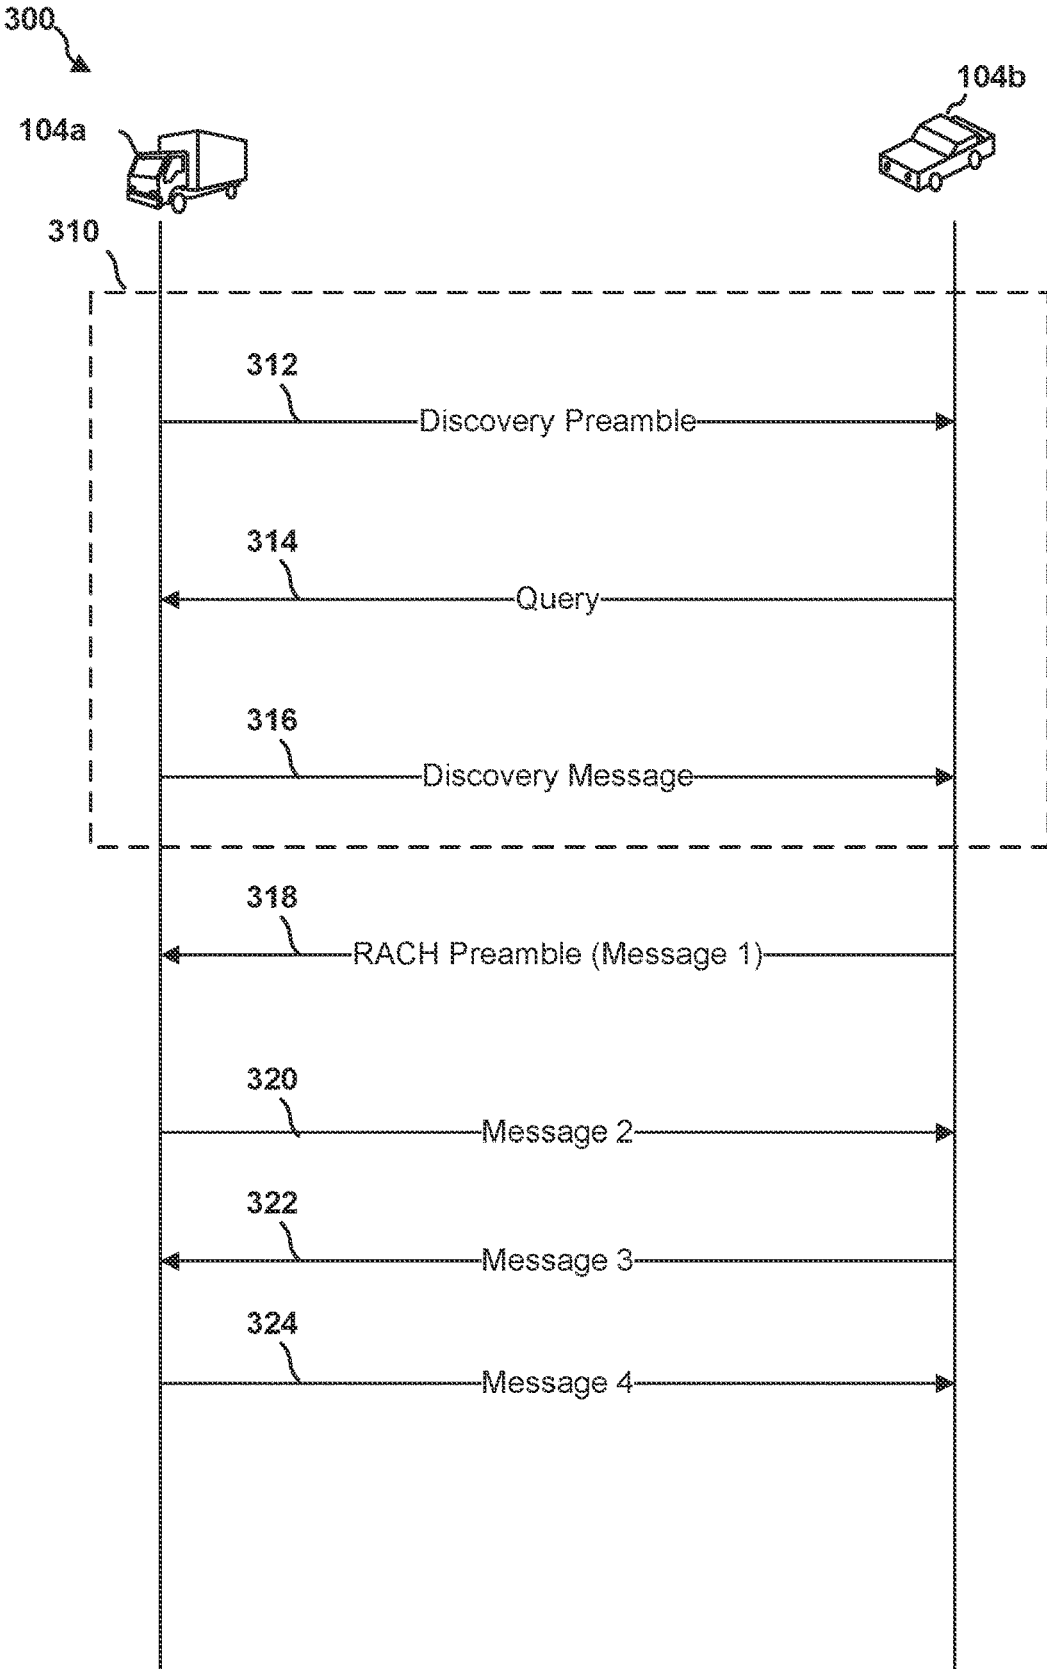 300
104b
104a
310
312
Discovery Preamble
314
Query
316
Discovery Message
318
RACH Preamble (Message 1)
320
Message 2
322
Message 3
324
Message 4